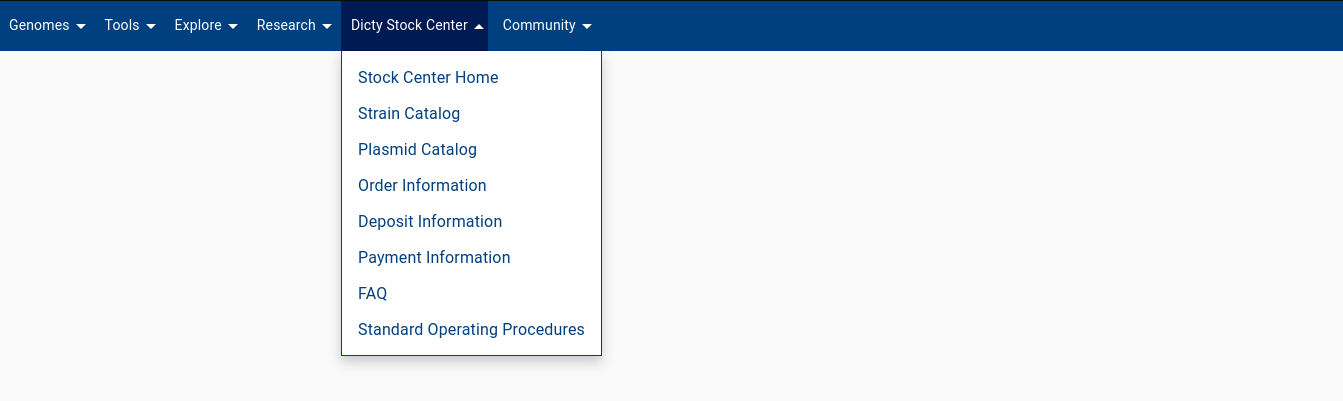 Genomes Tools Explore Research Dicty Stock Center Community
Stock Center Home
Strain Catalog
Plasmid Catalog
Order Information
Deposit Information
Payment Information
FAQ
Standard Operating Procedures